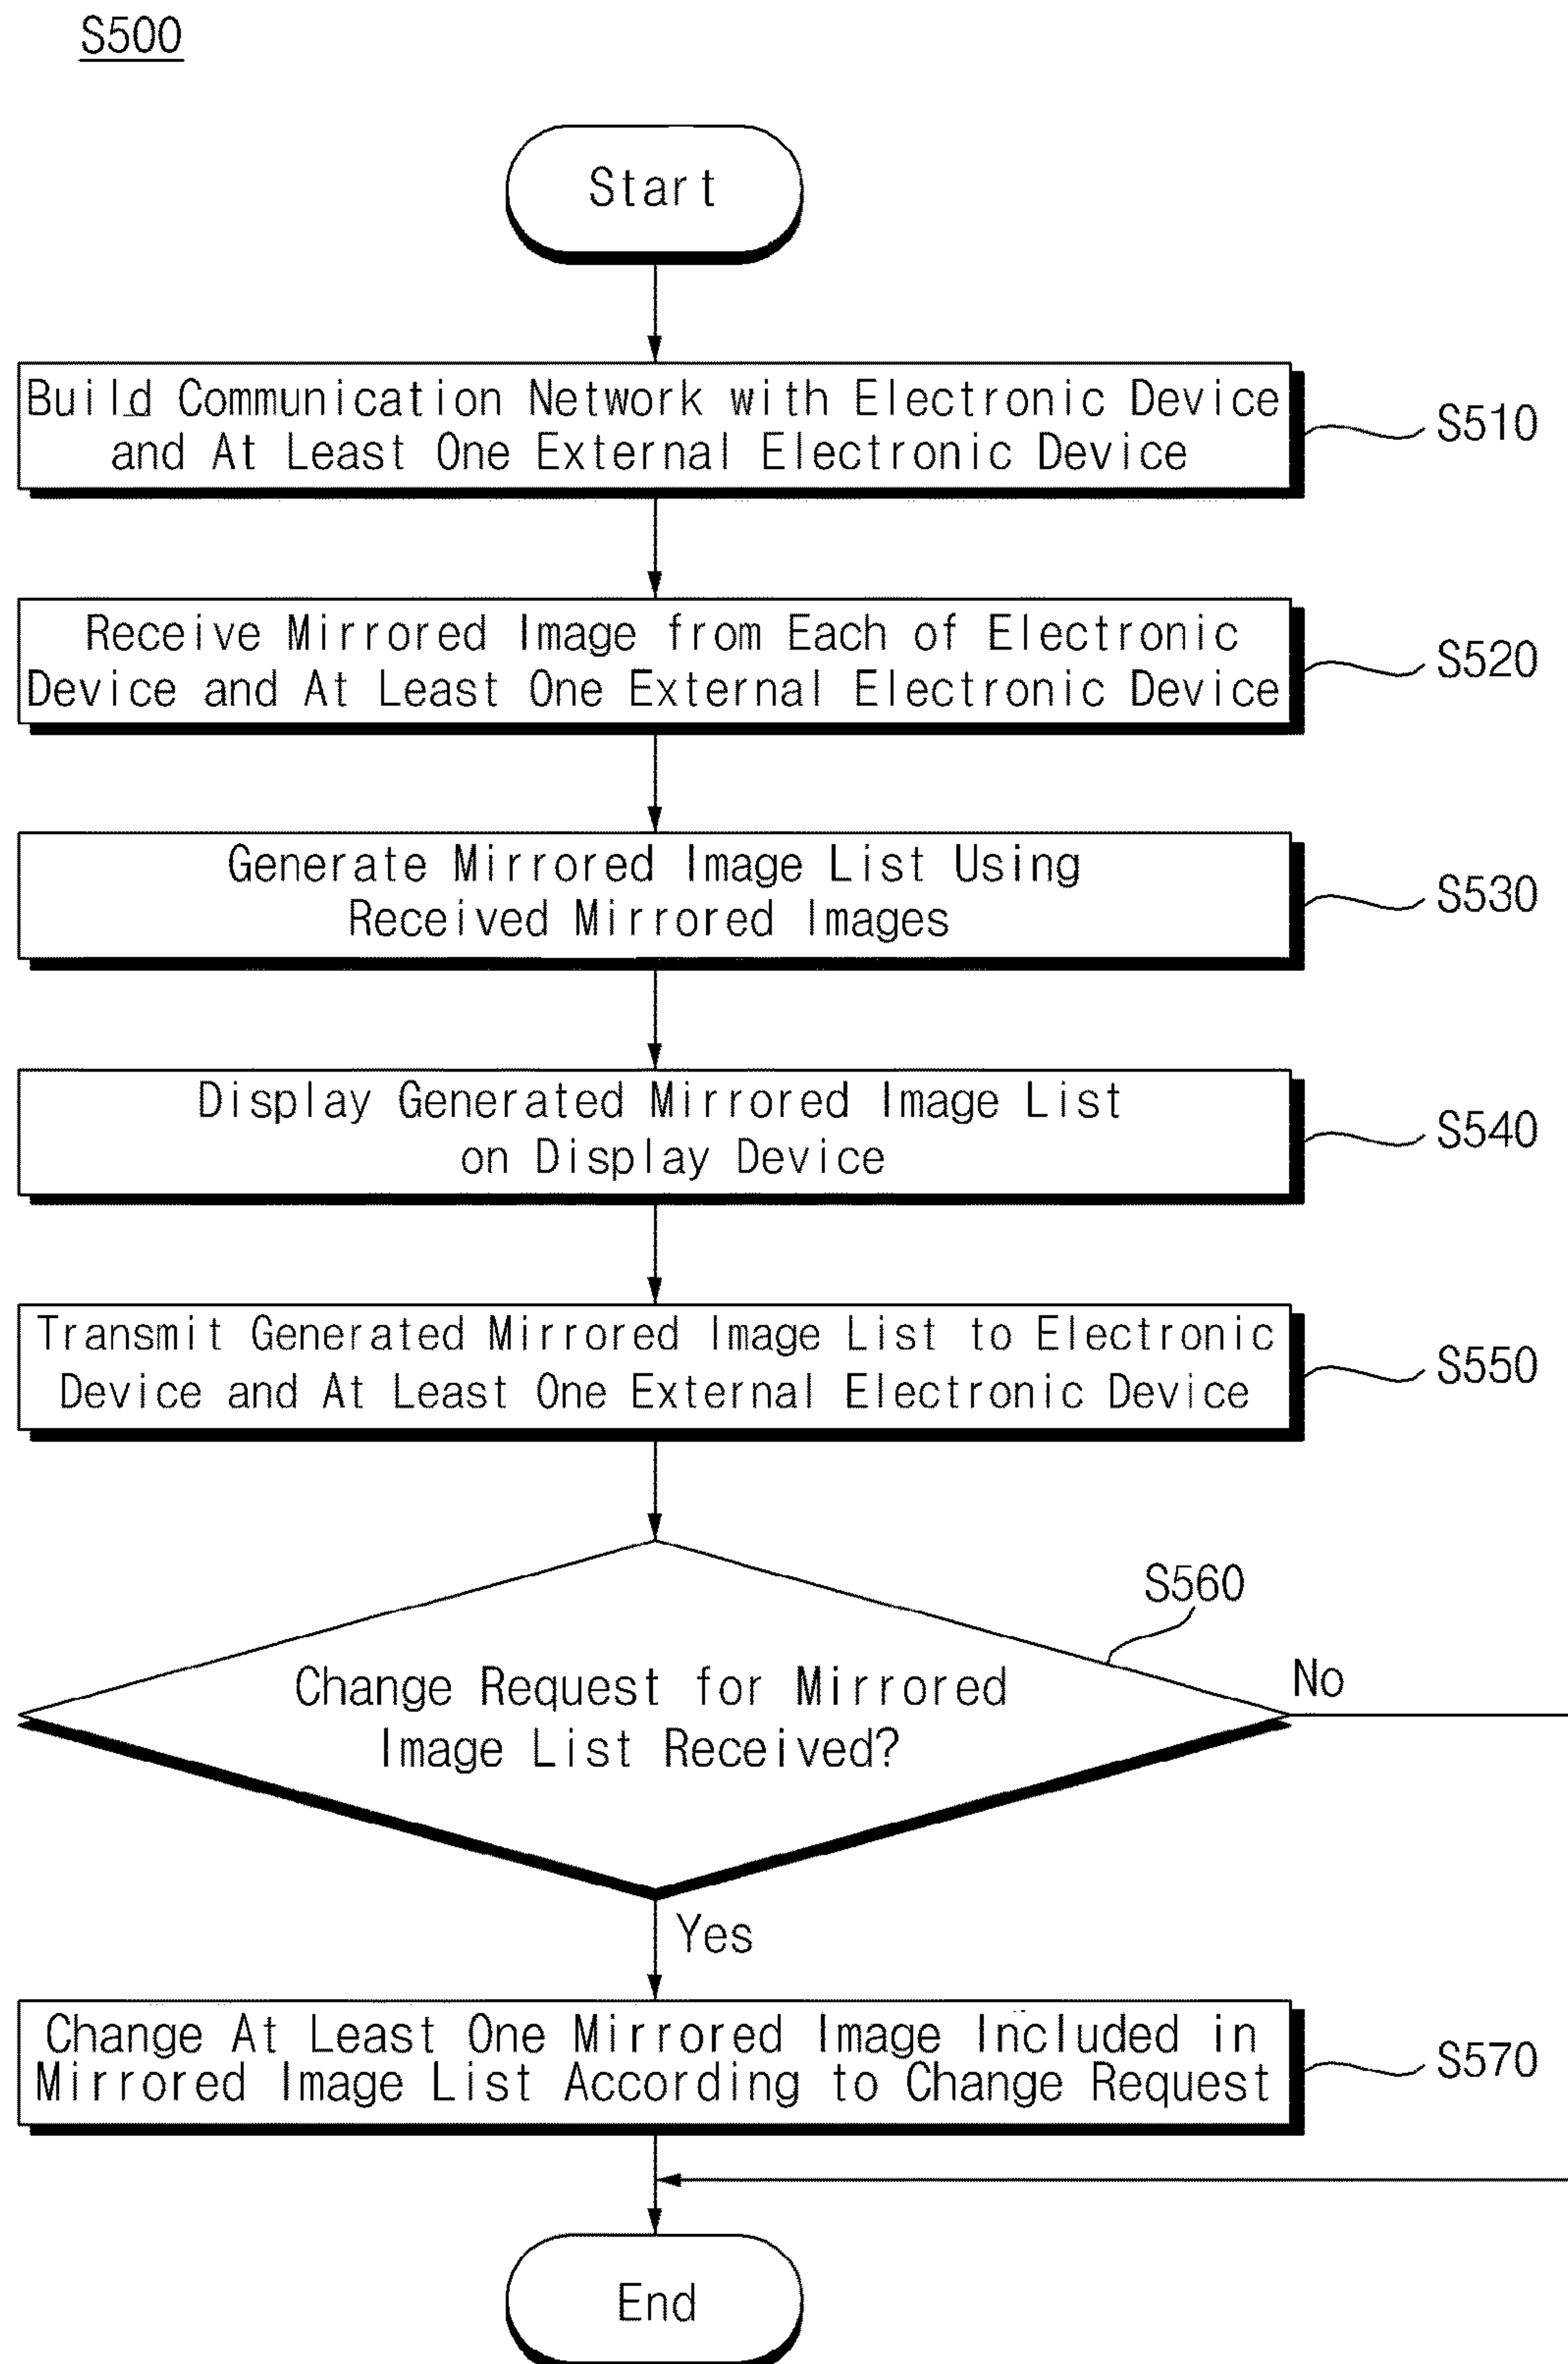 S500
Start
Build Communication Network with Electronic Device
and At Least One External Electronic Device
S510
Receive Mirrored Image from Each of Electronic
Device and At Least One External Electronic Device
S520
Generate Mirrored Image List Using
Received Mirrored Images
S530
Display Generated Mirrored Image List
on Display Device
S540
Transmit Generated Mirrored Image List to Electronic
Device and At Least One External Electronic Device
S550
S560
Change Request for Mirrored
Image List Received?
No
Yes
Change At Least One Mirrored Image Included in
Mirrored Image List According to Change Request
S570
End